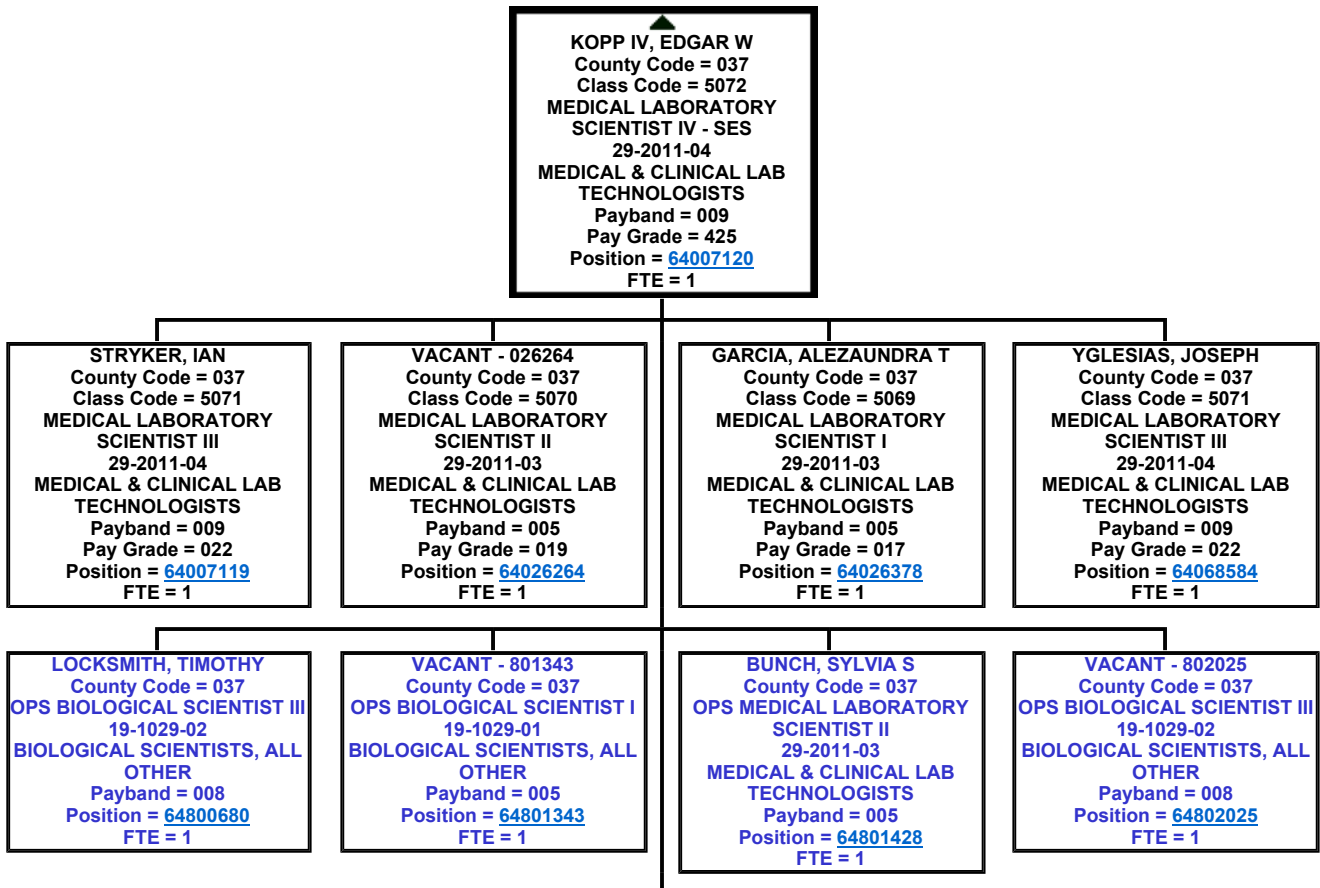 KOPP IV, EDGAR W
County Code = 037
Class Code = 5072
MEDICAL LABORATORY
SCIENTIST IV - SES
29-2011-04
MEDICAL & CLINICAL LAB
TECHNOLOGISTS
Payband = 009
Pay Grade = 425
Position = 64007120
FTE = 1
STRYKER, IAN
County Code = 037
Class Code = 5071
MEDICAL LABORATORY
SCIENTIST III
29-2011-04
MEDICAL & CLINICAL LAB
TECHNOLOGISTS
Payband = 009
Pay Grade = 022
Position = 64007119
FTE = 1
VACANT - 026264
County Code = 037
Class Code = 5070
MEDICAL LABORATORY
SCIENTIST II
29-2011-03
MEDICAL & CLINICAL LAB
TECHNOLOGISTS
Payband = 005
Pay Grade = 019
Position = 64026264
FTE = 1
GARCIA, ALEZAUNDRA T
County Code = 037
Class Code = 5069
MEDICAL LABORATORY
SCIENTIST I
29-2011-03
MEDICAL & CLINICAL LAB
TECHNOLOGISTS
Payband = 005
Pay Grade = 017
Position = 64026378
FTE = 1
YGLESIAS, JOSEPH
County Code = 037
Class Code = 5071
MEDICAL LABORATORY
SCIENTIST III
29-2011-04
MEDICAL & CLINICAL LAB
TECHNOLOGISTS
Payband = 009
Pay Grade = 022
Position = 64068584
FTE = 1
LOCKSMITH, TIMOTHY
County Code = 037
OPS BIOLOGICAL SCIENTIST III
19-1029-02
BIOLOGICAL SCIENTISTS, ALL
OTHER
Payband = 008
Position = 64800680
FTE = 1
VACANT - 801343
County Code = 037
OPS BIOLOGICAL SCIENTIST I
19-1029-01
BIOLOGICAL SCIENTISTS, ALL
OTHER
Payband = 005
Position = 64801343
FTE = 1
BUNCH, SYLVIA S
County Code = 037
OPS MEDICAL LABORATORY
SCIENTIST II
29-2011-03
MEDICAL & CLINICAL LAB
TECHNOLOGISTS
Payband = 005
Position = 64801428
FTE = 1
VACANT - 802025
County Code = 037
OPS BIOLOGICAL SCIENTIST III
19-1029-02
BIOLOGICAL SCIENTISTS, ALL
OTHER
Payband = 008
Position = 64802025
FTE = 1